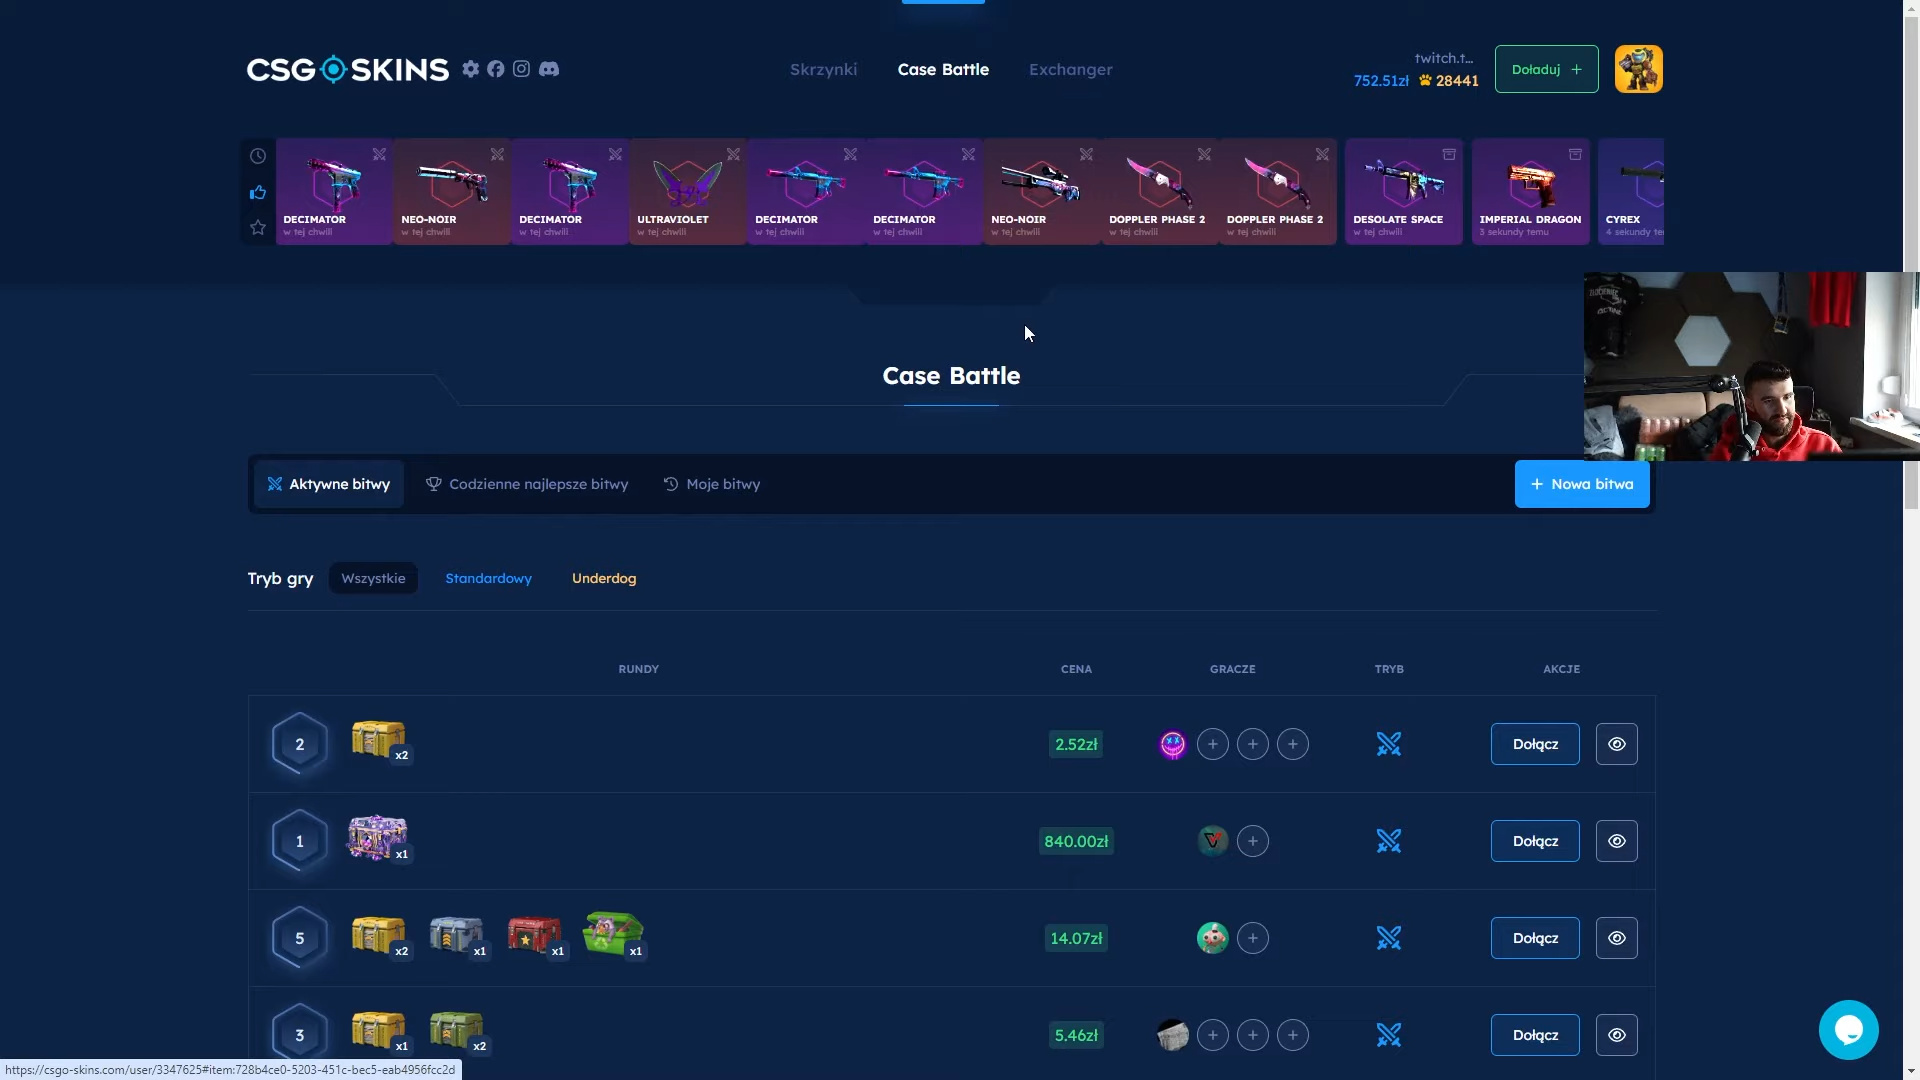 CSG SKINS
Skrzynki
Case Battle
Exchanger
twitch.t...
752.51zł
28441
Doładuj +
DECIMATOR
w tej chwili
NEO-NOIR
w tej chwili
DECIMATOR
w tej chwili
ULTRAVIOLET
w tej chwili
DECIMATOR
w tej chwili
DECIMATOR
w tej chwili
NEO-NOIR
w tej chwili
DOPPLER PHASE 2
w tej chwili
DOPPLER PHASE 2
w tej chwili
DESOLATE SPACE
w tej chwili
IMPERIAL DRAGON
3 sekundy temu
CYREX
4 sekundy te
Case Battle
Aktywne bitwy
Codzienne najlepsze bitwy
Moje bitwy
+ Nowa bitwa
Tryb gry
Wszystkie
Standardowy
Underdog
RUNDY
CENA
GRACZE
TRYB
AKCJE
2
x2
2.52zł
Dołącz
1
x1
840.00zł
Dołącz
5
x2
x1
x1
x1
14.07zł
Dołącz
3
x1
x2
5.46zł
Dołącz
https://csgo-skins.com/user/3347625#item:728b4ce0-5203-451c-bec5-eab4956fcc2d